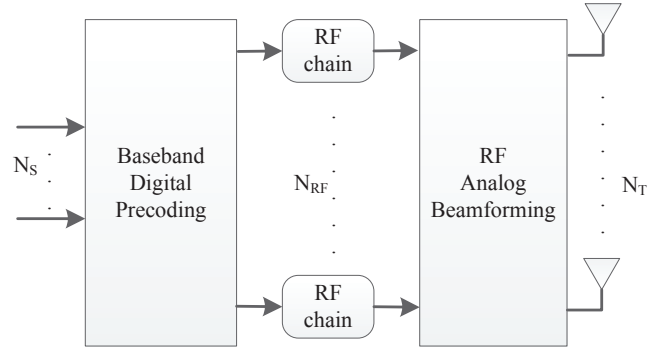 RF
chain
N_S
Baseband
Digital
Precoding
N_RF
RF
Analog
Beamforming
N_T
RF
chain